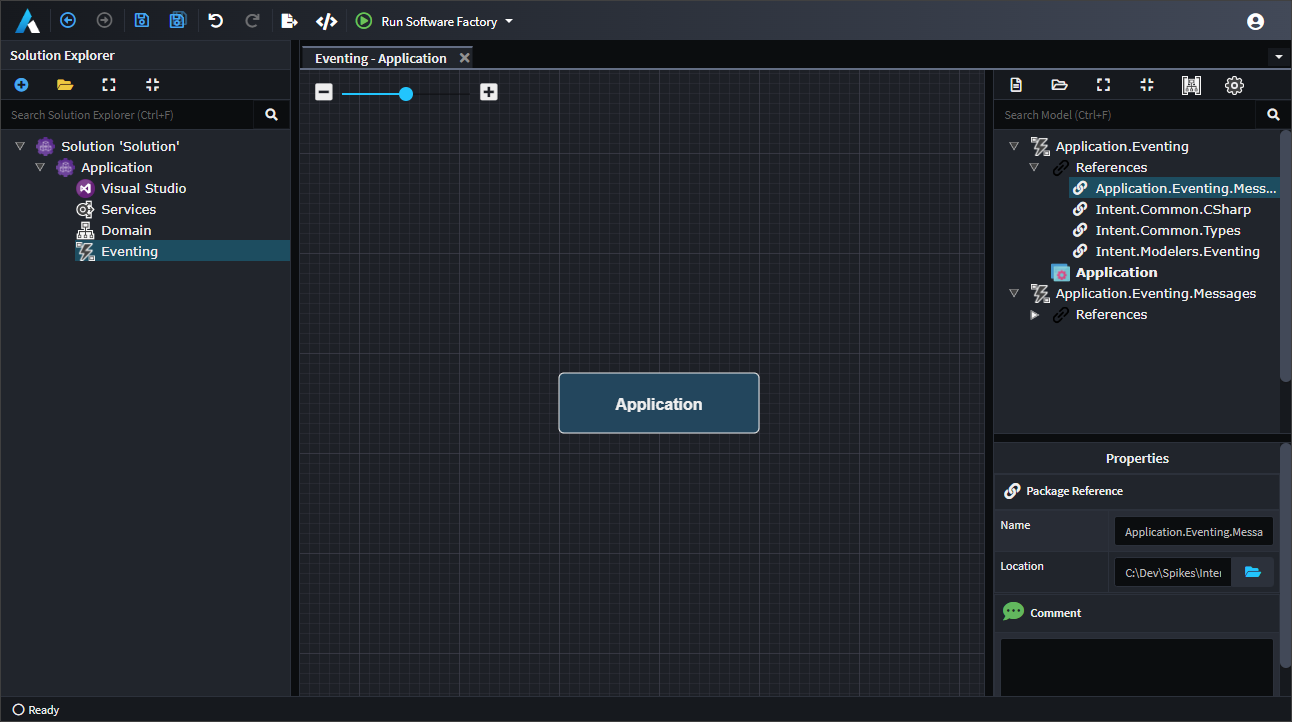 Run Software Factory
Solution Explorer
Search Solution Explorer (Ctrl+F)
Solution 'Solution'
Application
Visual Studio
Services
Domain
Eventing
Eventing - Application
Application
Search Model (Ctrl+F)
Application.Eventing
References
Application.Eventing.Mess...
Intent.Common.CSharp
Intent.Common.Types
Intent.Modelers.Eventing
Application
Application.Eventing.Messages
References
Properties
Package Reference
Name Application.Eventing.Messa
Location C:\Dev\Spikes\Inter
Comment
Ready